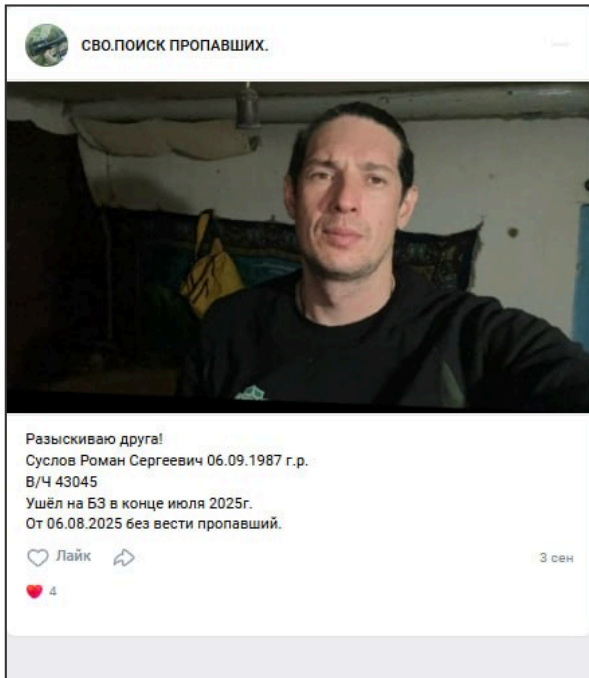 СВО.ПОИСК ПРОПАВШИХ.
Разыскиваю друга!
Суслов Роман Сергеевич 06.09.1987 г.р.
В/Ч 43045
Ушёл на БЗ в конце июля 2025г.
От 06.08.2025 без вести пропавший.
Лайк
3 сен
4